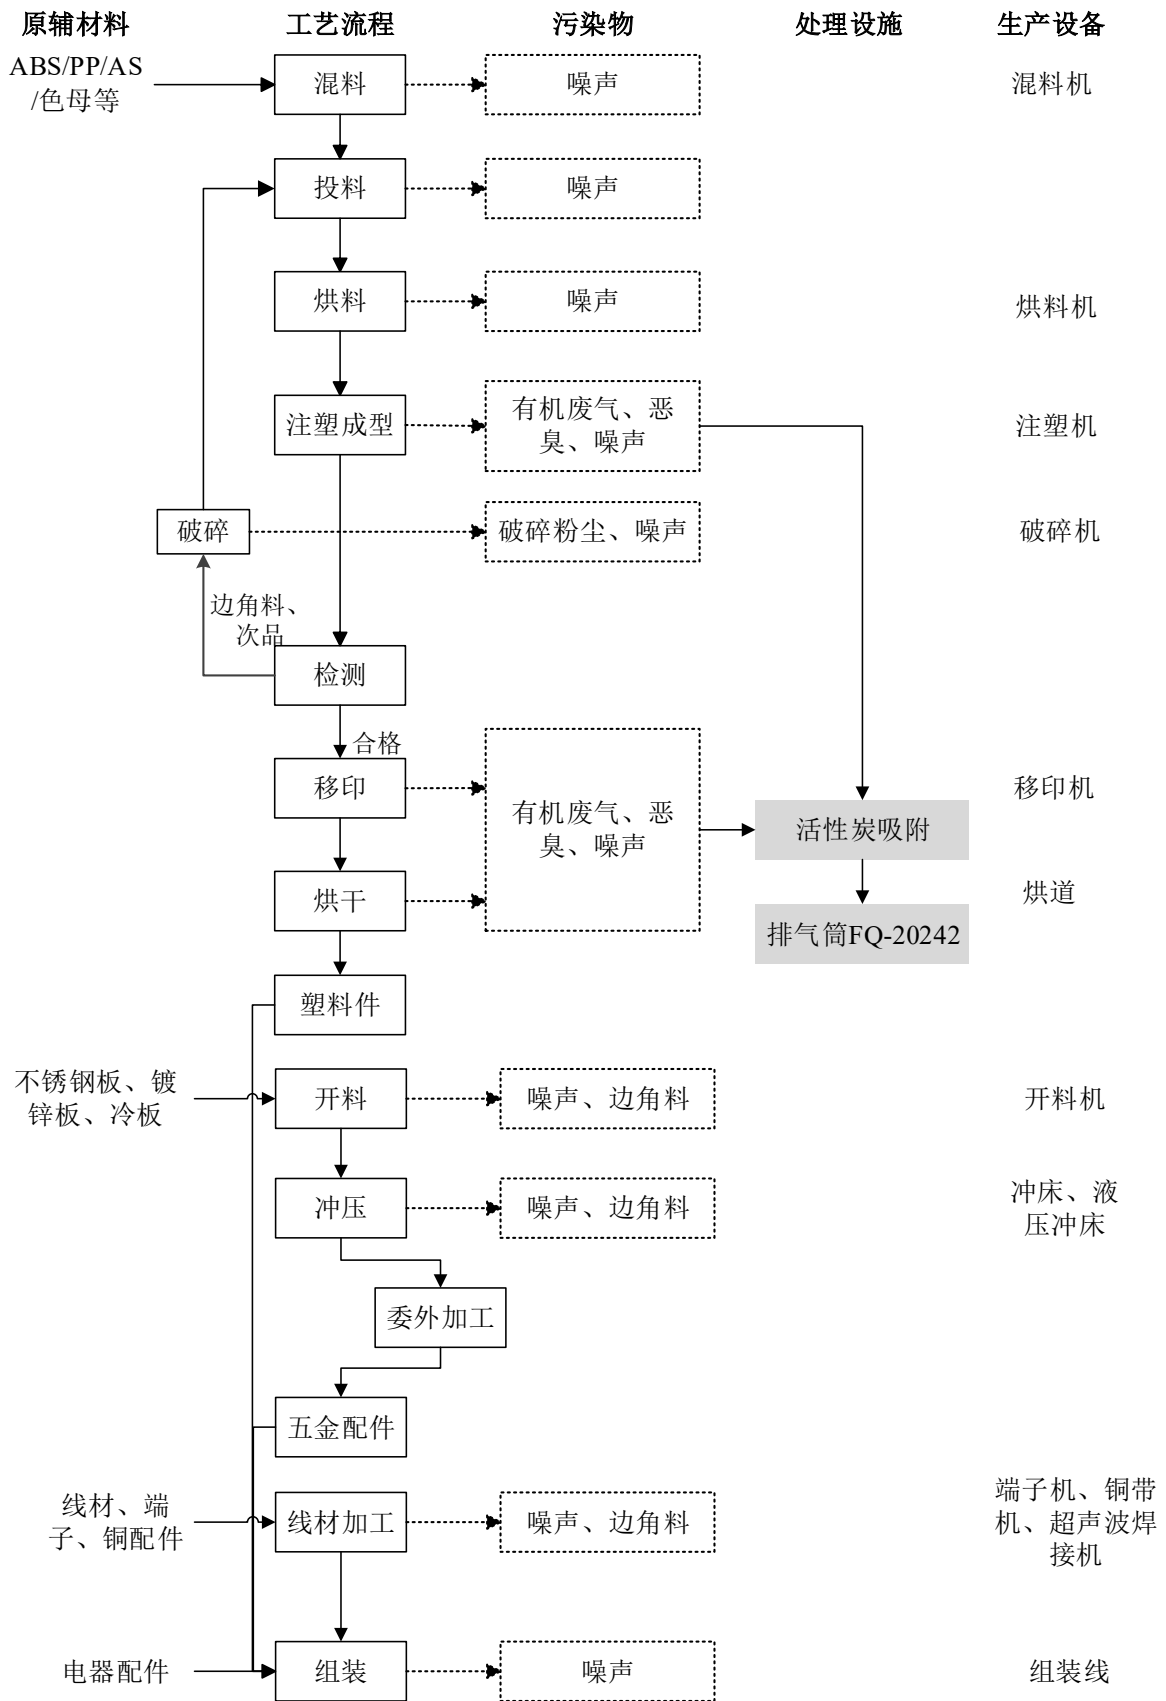 原辅材料 工艺流程 污染物 处理设施 生产设备
ABS/PP/AS
/色母等
混料 噪声 混料机
投料 噪声
烘料 噪声 烘料机
注塑成型
有机废气、恶
臭、噪声
注塑机
破碎 破碎粉尘、噪声 破碎机
边角料、
次品
检测
合格
移印 移印机
有机废气、恶
臭、噪声
活性炭吸附
烘干 烘道
排气筒FQ-20242
塑料件
不锈钢板、镀
锌板、冷板
开料 噪声、边角料 开料机
冲压 噪声、边角料
冲床、液
压冲床
委外加工
五金配件
线材、端
子、铜配件
线材加工 噪声、边角料
端子机、铜带
机、超声波焊
接机
电器配件 组装 噪声 组装线